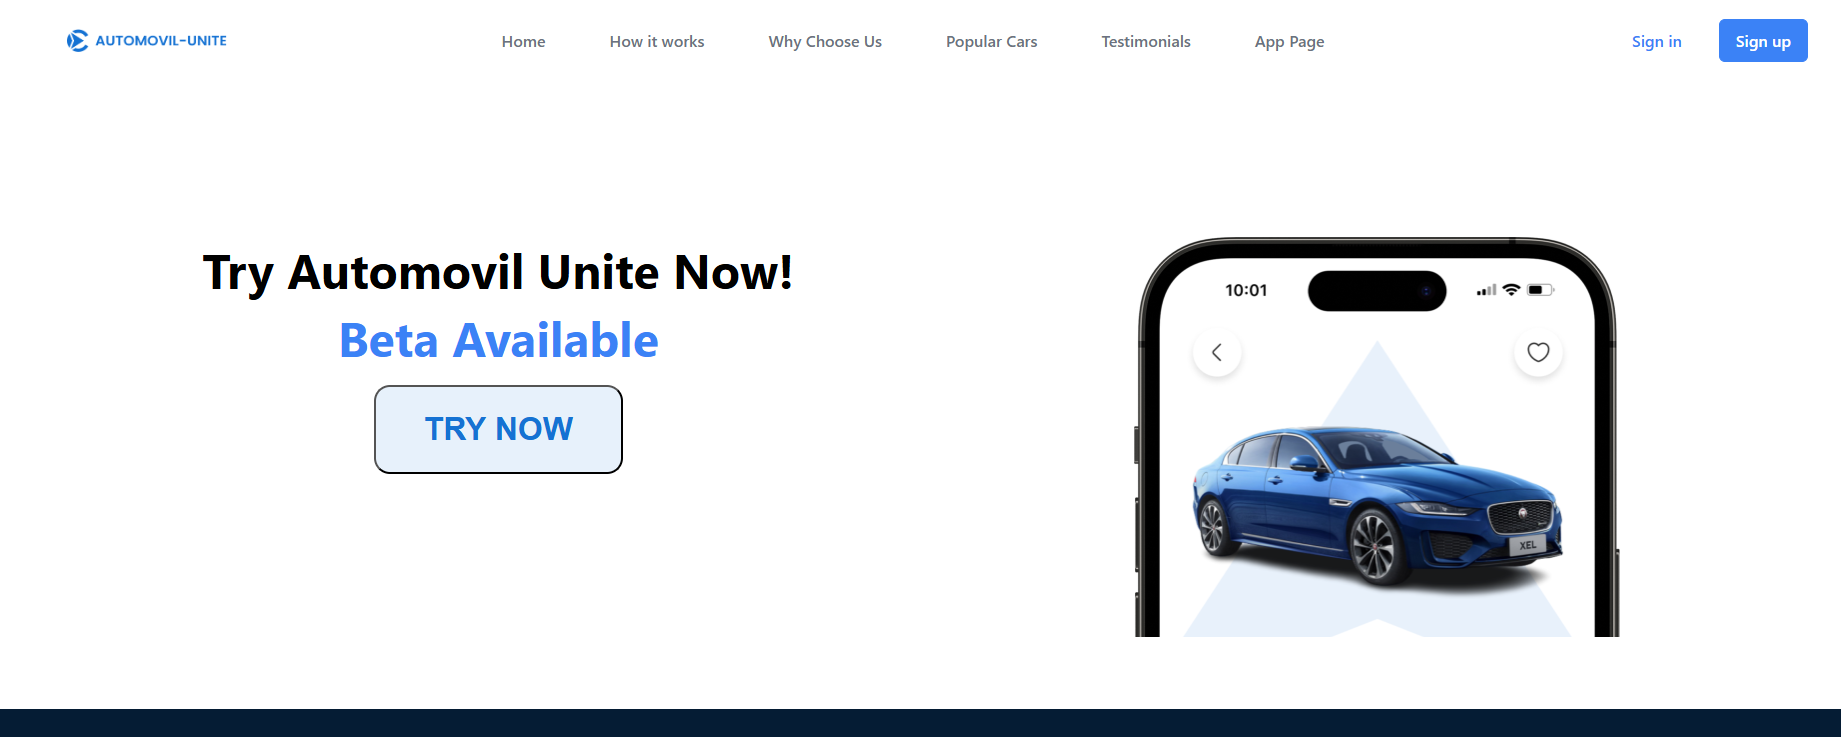 AUTOMOVIL-UNITE
Home How it works Why Choose Us Popular Cars Testimonials App Page
Sign in Sign up
Try Automovil Unite Now!
Beta Available
TRY NOW
10:01
XEL